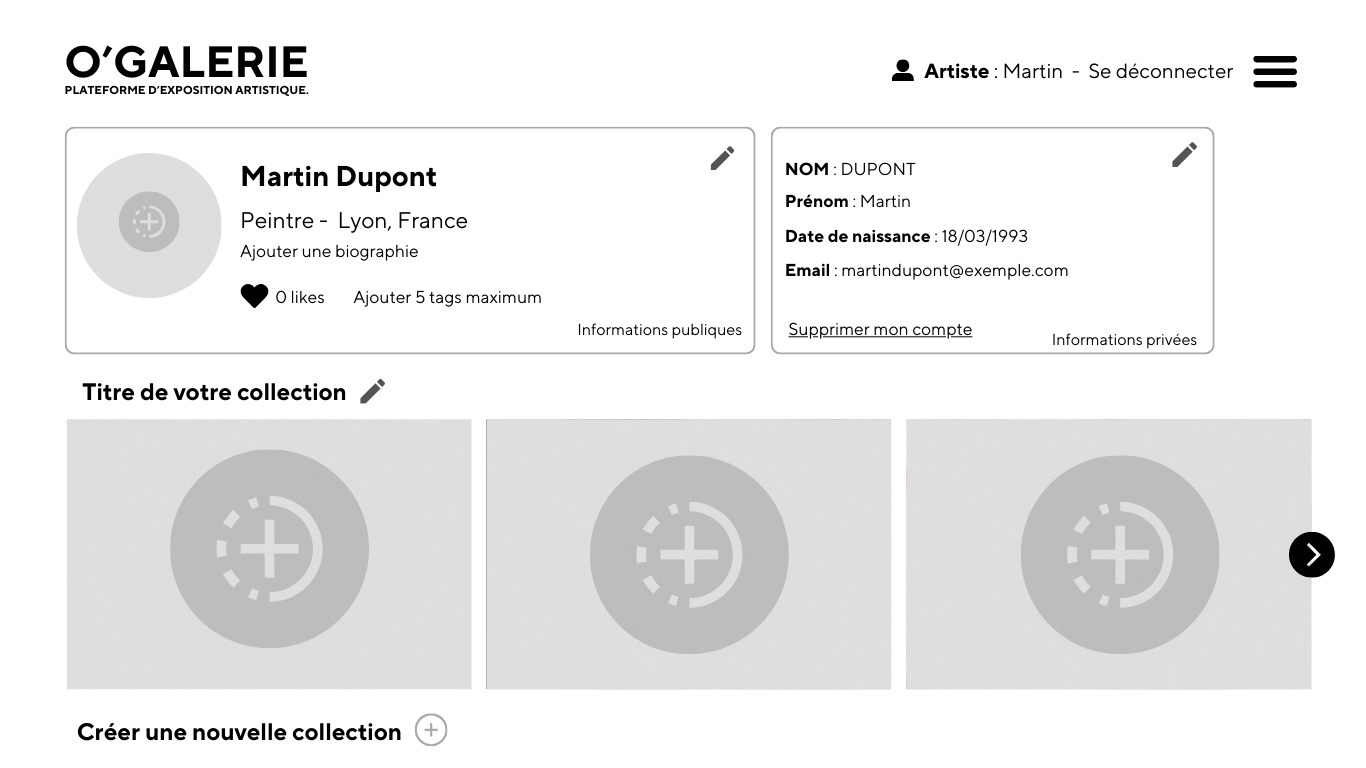 O'GALERIE
PLATEFORME D'EXPOSITION ARTISTIQUE.
Artiste : Martin - Se déconnecter
Martin Dupont
Peintre - Lyon, France
Ajouter une biographie
0 likes Ajouter 5 tags maximum
Informations publiques
NOM : DUPONT
Prénom : Martin
Date de naissance : 18/03/1993
Email : martindupont@exemple.com
Supprimer mon compte
Informations privées
Titre de votre collection
Créer une nouvelle collection